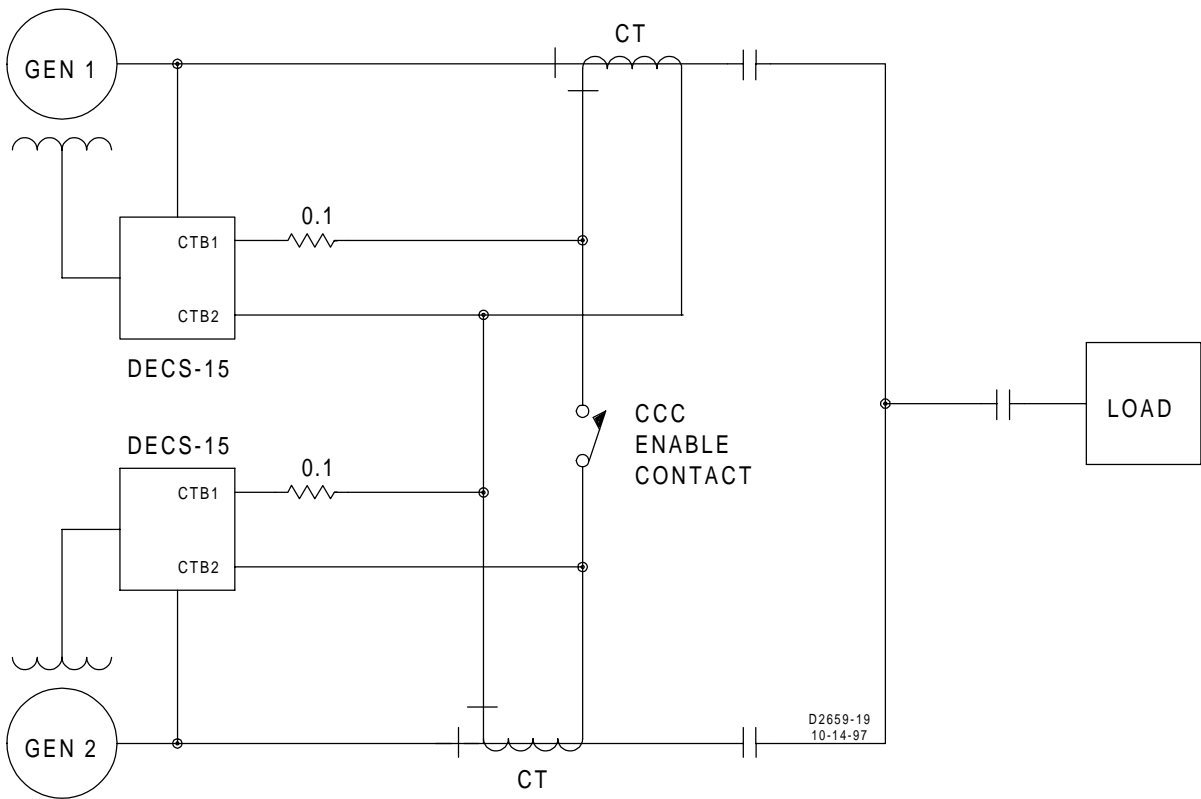 CT
GEN 1
0.1
CTB1
CTB2
DECS-15
CCC
ENABLE
CONTACT
LOAD
DECS-15
0.1
CTB1
CTB2
D2659-19
10-14-97
GEN 2
CT